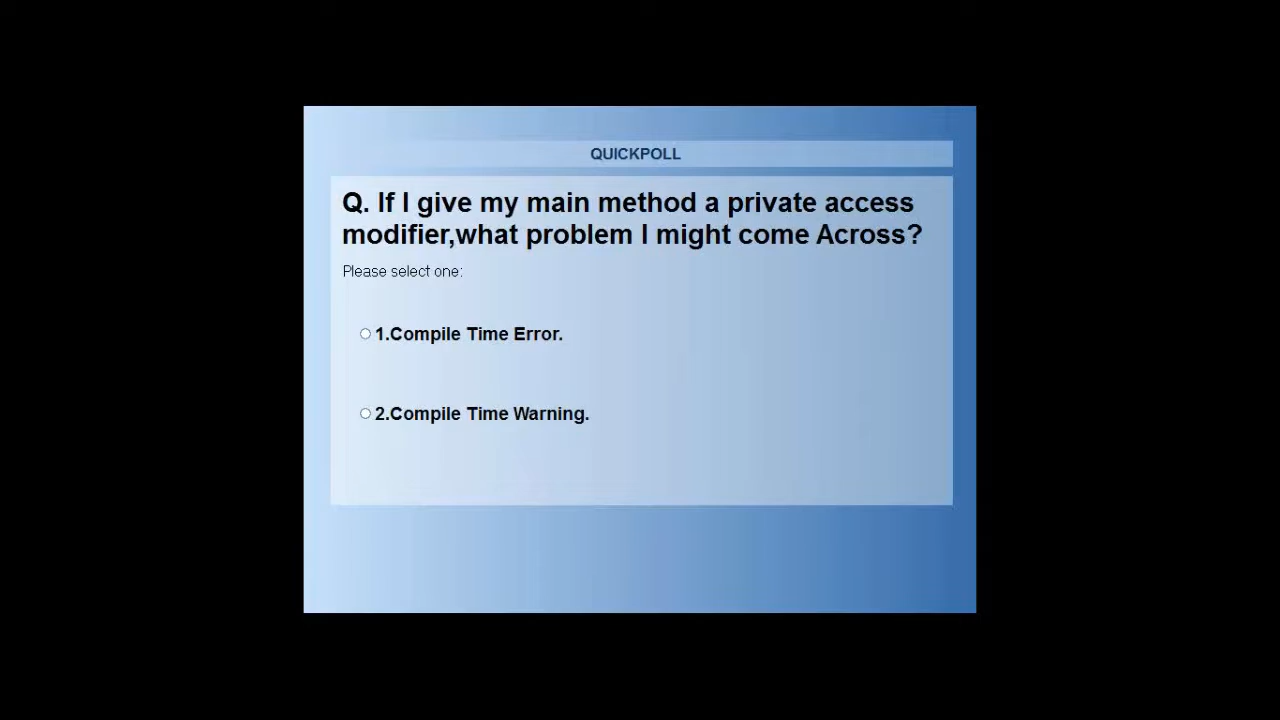 QUICKPOLL
Q. If I give my main method a private access
modifier,what problem I might come Across?
Please select one:
1.Compile Time Error.
2.Compile Time Warning.